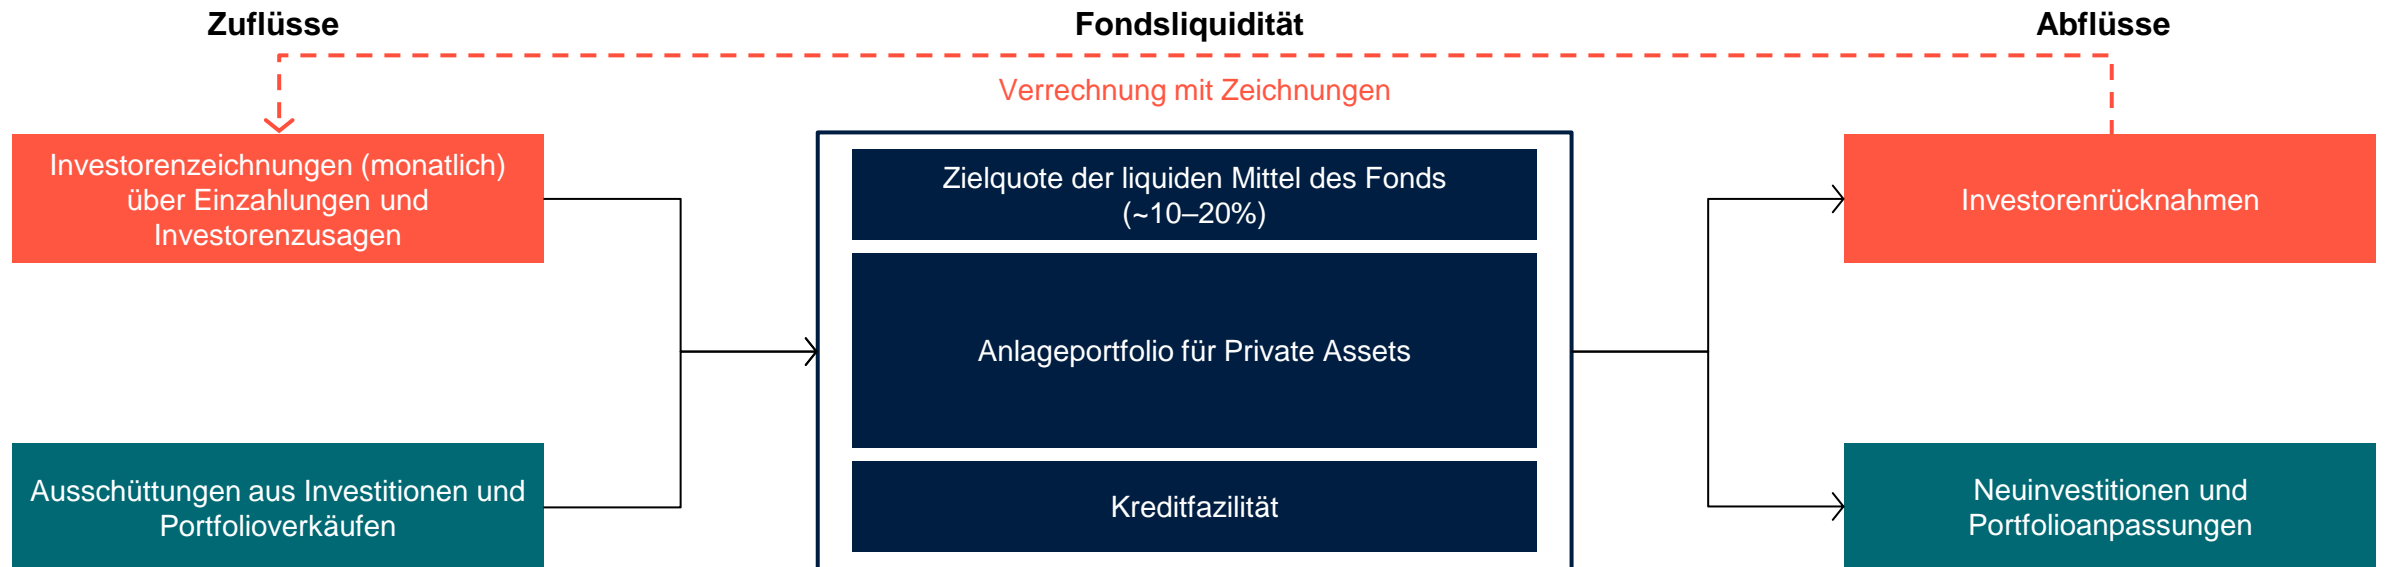 Zuflüsse
Fondsliquidität
Abflüsse
Verrechnung mit Zeichnungen
Investorenzeichnungen (monatlich)
über Einzahlungen und
Investorenzusagen
Zielquote der liquiden Mittel des Fonds
(~10–20%)
Investorenrücknahmen
Anlageportfolio für Private Assets
Ausschüttungen aus Investitionen und
Portfolioverkäufen
Kreditfazilität
Neuinvestitionen und
Portfolioanpassungen